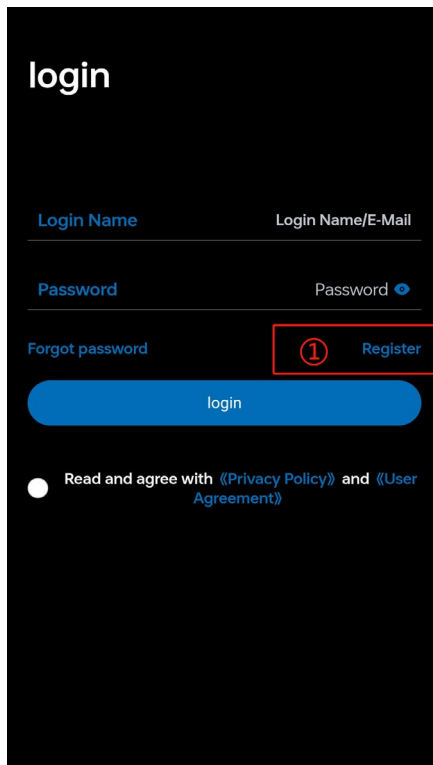 login
Login Name Login Name/E-Mail
Password Password
Forgot password ① Register
login
Read and agree with 《Privacy Policy》 and 《User
Agreement》